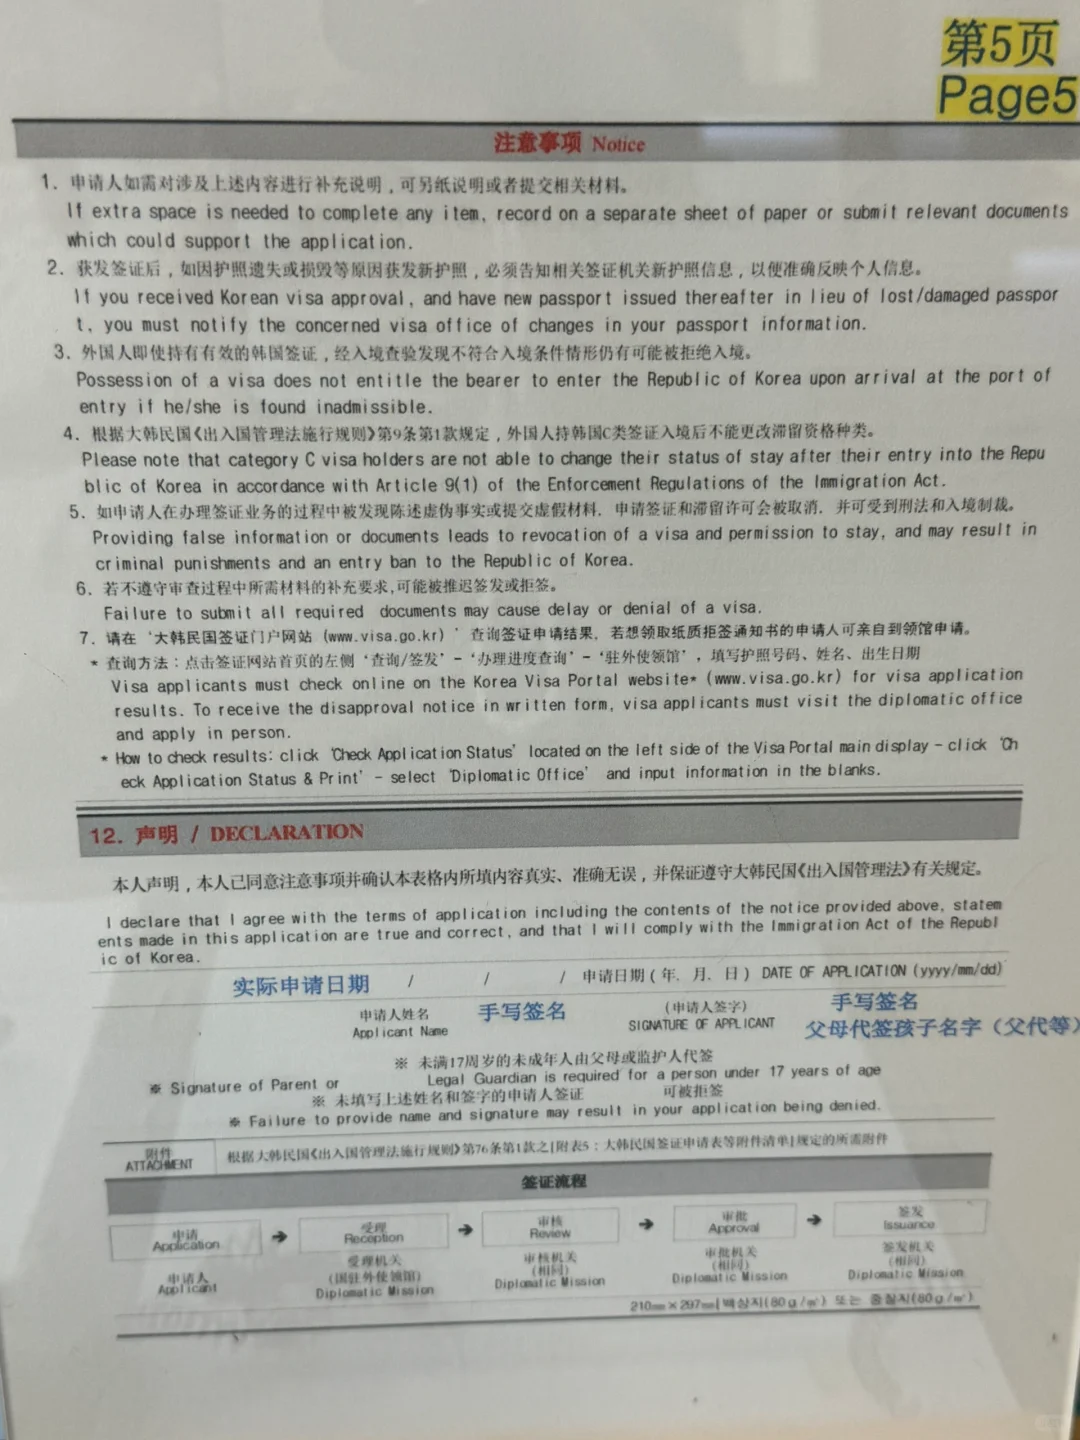 第5页
Page5
注意事项 Notice
1. 申请人如需对涉及上述内容进行补充说明，可另纸说明或者提交相关材料。
If extra space is needed to complete any item, record on a separate sheet of paper or submit relevant documents
which could support the application.
2. 获发签证后，如因护照遗失或损毁等原因获发新护照，必须告知相关签证机关新护照信息，以便准确反映个人信息。
If you received Korean visa approval, and have new passport issued thereafter in lieu of lost/damaged passpor
t, you must notify the concerned visa office of changes in your passport information.
3. 外国人即使持有有效的韩国签证，经入境查验发现不符合入境条件情形仍有可能被拒绝入境。
Possession of a visa does not entitle the bearer to enter the Republic of Korea upon arrival at the port of
entry if he/she is found inadmissible.
4. 根据大韩民国《出入国管理法施行规则》第9条第1款规定，外国人持韩国C类签证入境后不能更改滞留资格种类。
Please note that category C visa holders are not able to change their status of stay after their entry into the Repu
blic of Korea in accordance with Article 9(1) of the Enforcement Regulations of the Immigration Act.
5. 如申请人在办理签证业务的过程中被发现陈述虚伪事实或提交虚假材料，申请签证和滞留许可会被取消，并可受到刑法和入境制裁。
Providing false information or documents leads to revocation of a visa and permission to stay, and may result in
criminal punishments and an entry ban to the Republic of Korea.
6. 若不遵守审查过程中所需材料的补充要求，可能被推迟签发或拒签。
Failure to submit all required documents may cause delay or denial of a visa.
7. 请在‘大韩民国签证门户网站 (www.visa.go.kr)’查询签证申请结果，若想领取纸质拒签通知书的申请人可亲自到领馆申请。
* 查询方法：点击签证网站首页的左侧‘查询/签发’-‘办理进度查询’-‘驻外使领馆’，填写护照号码、姓名、出生日期
Visa applicants must check online on the Korea Visa Portal website* (www.visa.go.kr) for visa application
results. To receive the disapproval notice in written form, visa applicants must visit the diplomatic office
and apply in person.
* How to check results: click ‘Check Application Status’ located on the left side of the Visa Portal main display - click ‘Ch
eck Application Status & Print’ - select ‘Diplomatic Office’ and input information in the blanks.
12. 声明 / DECLARATION
本人声明，本人已同意注意事项并确认本表格内所填内容真实、准确无误，并保证遵守大韩民国《出入国管理法》有关规定。
I declare that I agree with the terms of application including the contents of the notice provided above, statem
ents made in this application are true and correct, and that I will comply with the Immigration Act of the Republ
ic of Korea.
实际申请日期 / / / 申请日期 (年. 月. 日) DATE OF APPLICATION (yyyy/mm/dd)
申请人姓名 手写签名 (申请人签字) 手写签名
Applicant Name SIGNATURE OF APPLICANT 父母代签孩子名字（父代等）
※ 未满17周岁的未成年人由父母或监护人代签
※ Signature of Parent or Legal Guardian is required for a person under 17 years of age
※ 未填写上述姓名和签字的申请人签证 可被拒签
※ Failure to provide name and signature may result in your application being denied.
附件 根据大韩民国《出入国管理法施行规则》第76条第1款之[附表5：大韩民国签证申请表等附件清单]规定的所需附件
ATTACHMENT
签证流程
申请 ➔ 受理 ➔ 审核 ➔ 审批 ➔ 签发
Application Reception Review Approval Issuance
申请人 受理机关 审核机关 审批机关 签发机关
Applicant (国驻外使领馆) (相同) (相同) (相同)
Diplomatic Mission Diplomatic Mission Diplomatic Mission Diplomatic Mission
210㎜×297㎜[백상지(80g/㎡) 또는 중질지(80g/㎡)